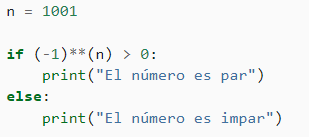 n = 1001
if (-1)**(n) > 0:
    print("El número es par")
else:
    print("El número es impar")